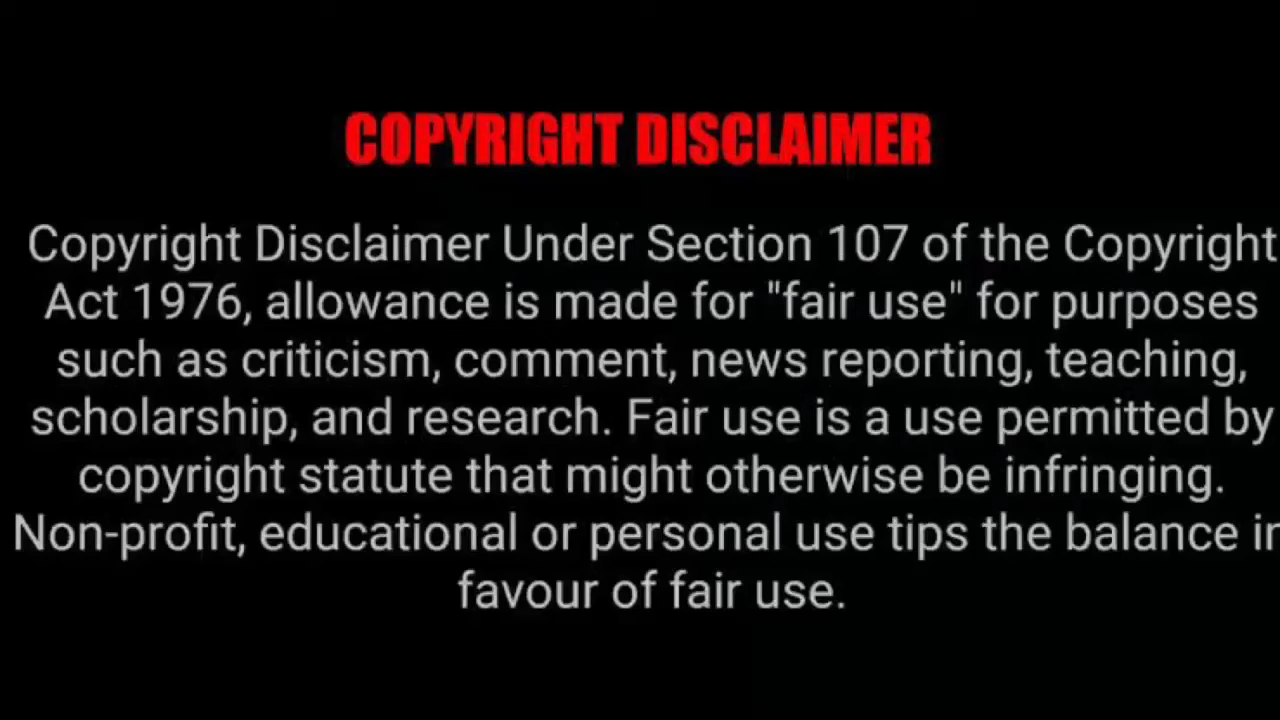 COPYRIGHT DISCLAIMER
Copyright Disclaimer Under Section 107 of the Copyright
Act 1976, allowance is made for "fair use" for purposes
such as criticism, comment, news reporting, teaching,
scholarship, and research. Fair use is a use permitted by
copyright statute that might otherwise be infringing.
Non-profit, educational or personal use tips the balance in
favour of fair use.